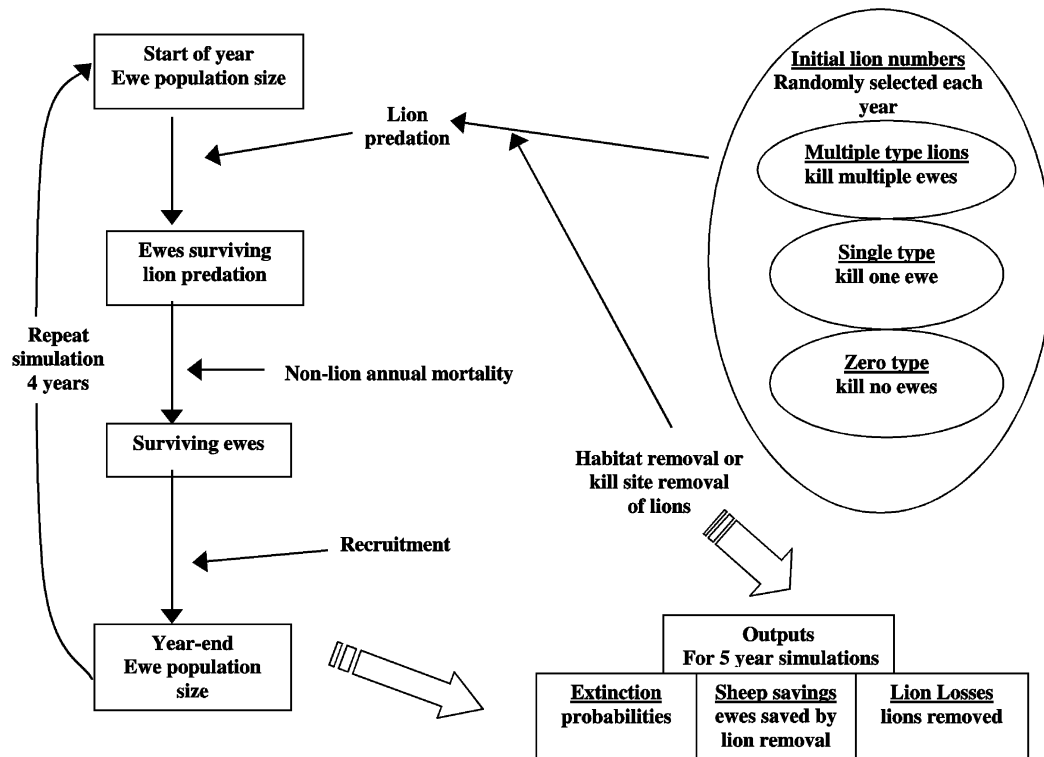 Start of year
Ewe population size
Lion
predation
Ewes surviving
lion predation
Repeat
simulation
4 years
Non-lion annual mortality
Surviving ewes
Recruitment
Year-end
Ewe population
size
Initial lion numbers
Randomly selected each
year
Multiple type lions
kill multiple ewes
Single type
kill one ewe
Zero type
kill no ewes
Habitat removal or
kill site removal
of lions
Outputs
For 5 year simulations
Extinction
probabilities
Sheep savings
ewes saved by
lion removal
Lion Losses
lions removed